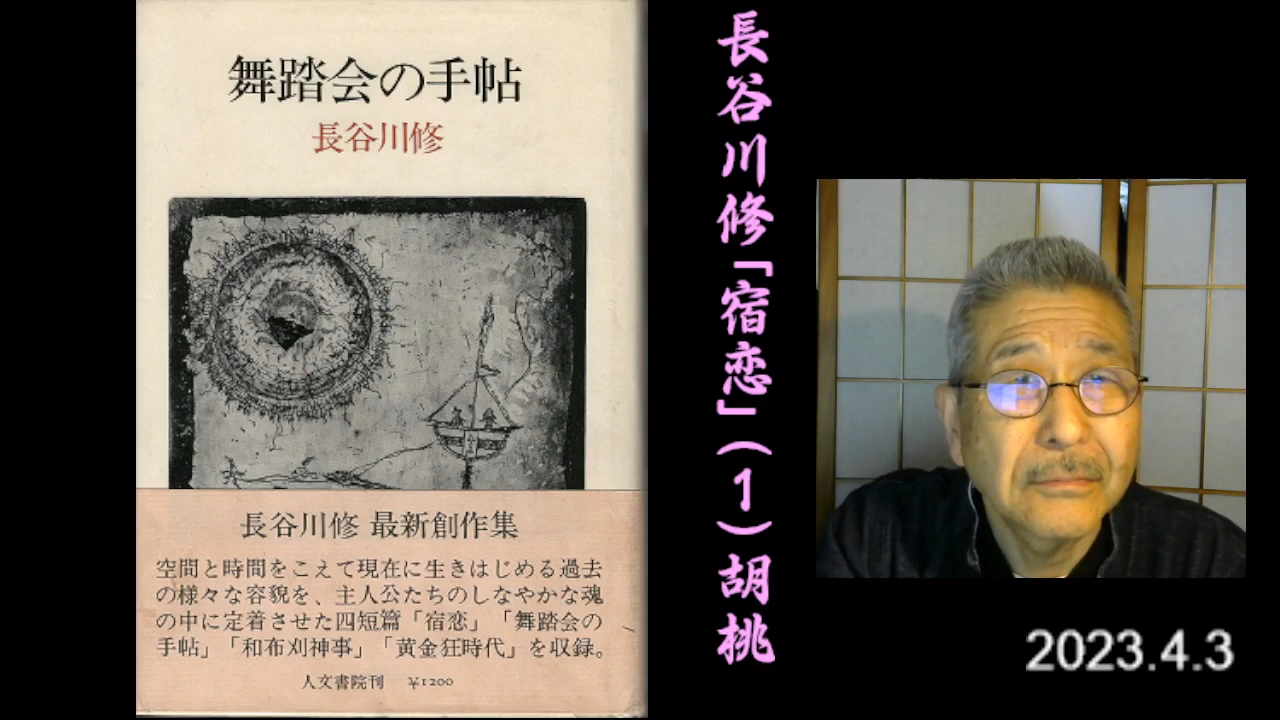 舞踏会の手帖
長谷川修
長谷川修 最新創作集
空間と時間をこえて現在に生きはじめる過去
の様々な容貌を、主人公たちのしなやかな魂
の中に定着させた四短篇「宿恋」「舞踏会の
手帖」「和布刈神事」「黄金狂時代」を収録。
人文書院刊 ¥1200
長谷川修「宿恋」(1)胡桃
2023.4.3